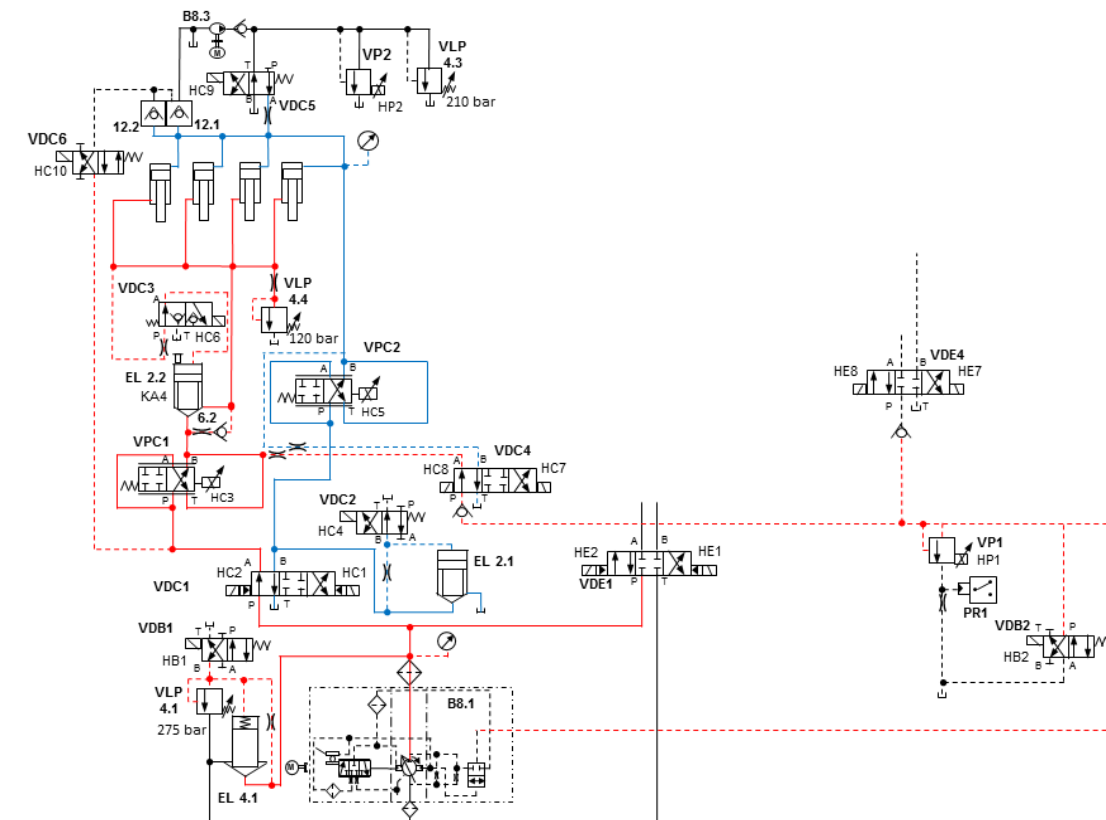 B8.3
M
T P
VP2
VLP
4.3
HC9
HP2
210 bar
B A
VDC5
12.2
12.1
VDC6
HC10
VDC3
A
P T
HC6
VLP
4.4
120 bar
VPC2
A B
P T
HC5
EL 2.2
KA4
6.2
VPC1
A B
P T
HC3
VDC4
HC8
A B
HC7
P T
VDC2
T P
HC4
B A
EL 2.1
VDC1
HC2
A B
HC1
P T
HE2
A B
HE1
VDE1
P T
VDE4
HE8
A B
HE7
P T
VP1
HP1
PR1
VDB2
T P
HB2
B A
VDB1
T P
HB1
B A
VLP
4.1
275 bar
EL 4.1
B8.1
M